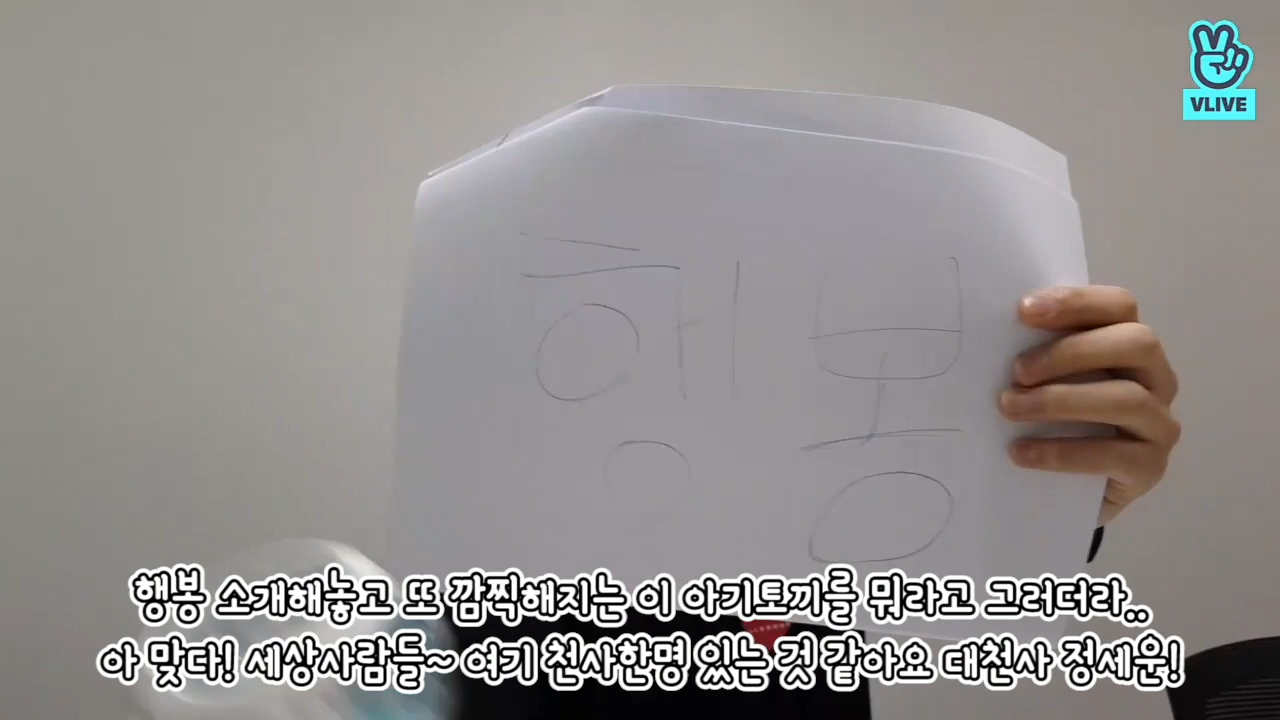 VLIVE
행봉
행봉 소개해놓고 또 깜찍해지는 이 아기토끼를 뭐라고 그러더라..
아 맞다! 세상사람들~ 여기 천사한명 있는 것 같아요 대천사 정세운!